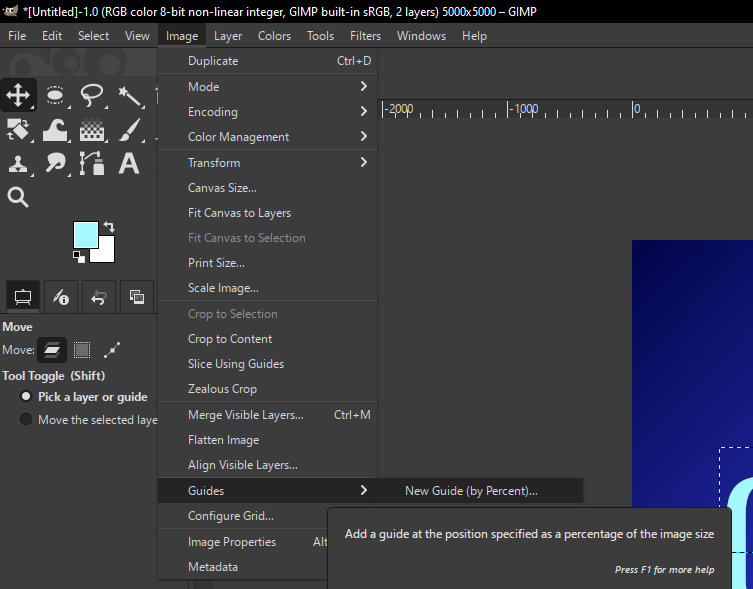 *[Untitled]-1.0 (RGB color 8-bit non-linear integer, GIMP built-in sRGB, 2 layers) 5000x5000 – GIMP
File Edit Select View Image Layer Colors Tools Filters Windows Help
Duplicate Ctrl+D
Mode
Encoding
Color Management
Transform
Canvas Size...
Fit Canvas to Layers
Fit Canvas to Selection
Print Size...
Scale Image...
Crop to Selection
Crop to Content
Slice Using Guides
Zealous Crop
Merge Visible Layers... Ctrl+M
Flatten Image
Align Visible Layers...
Guides
Configure Grid...
Image Properties Alt
Metadata
New Guide (by Percent)...
Add a guide at the position specified as a percentage of the image size
Press F1 for more help
-2000 -1000 0
Move
Move:
Tool Toggle (Shift)
Pick a layer or guide
Move the selected laye